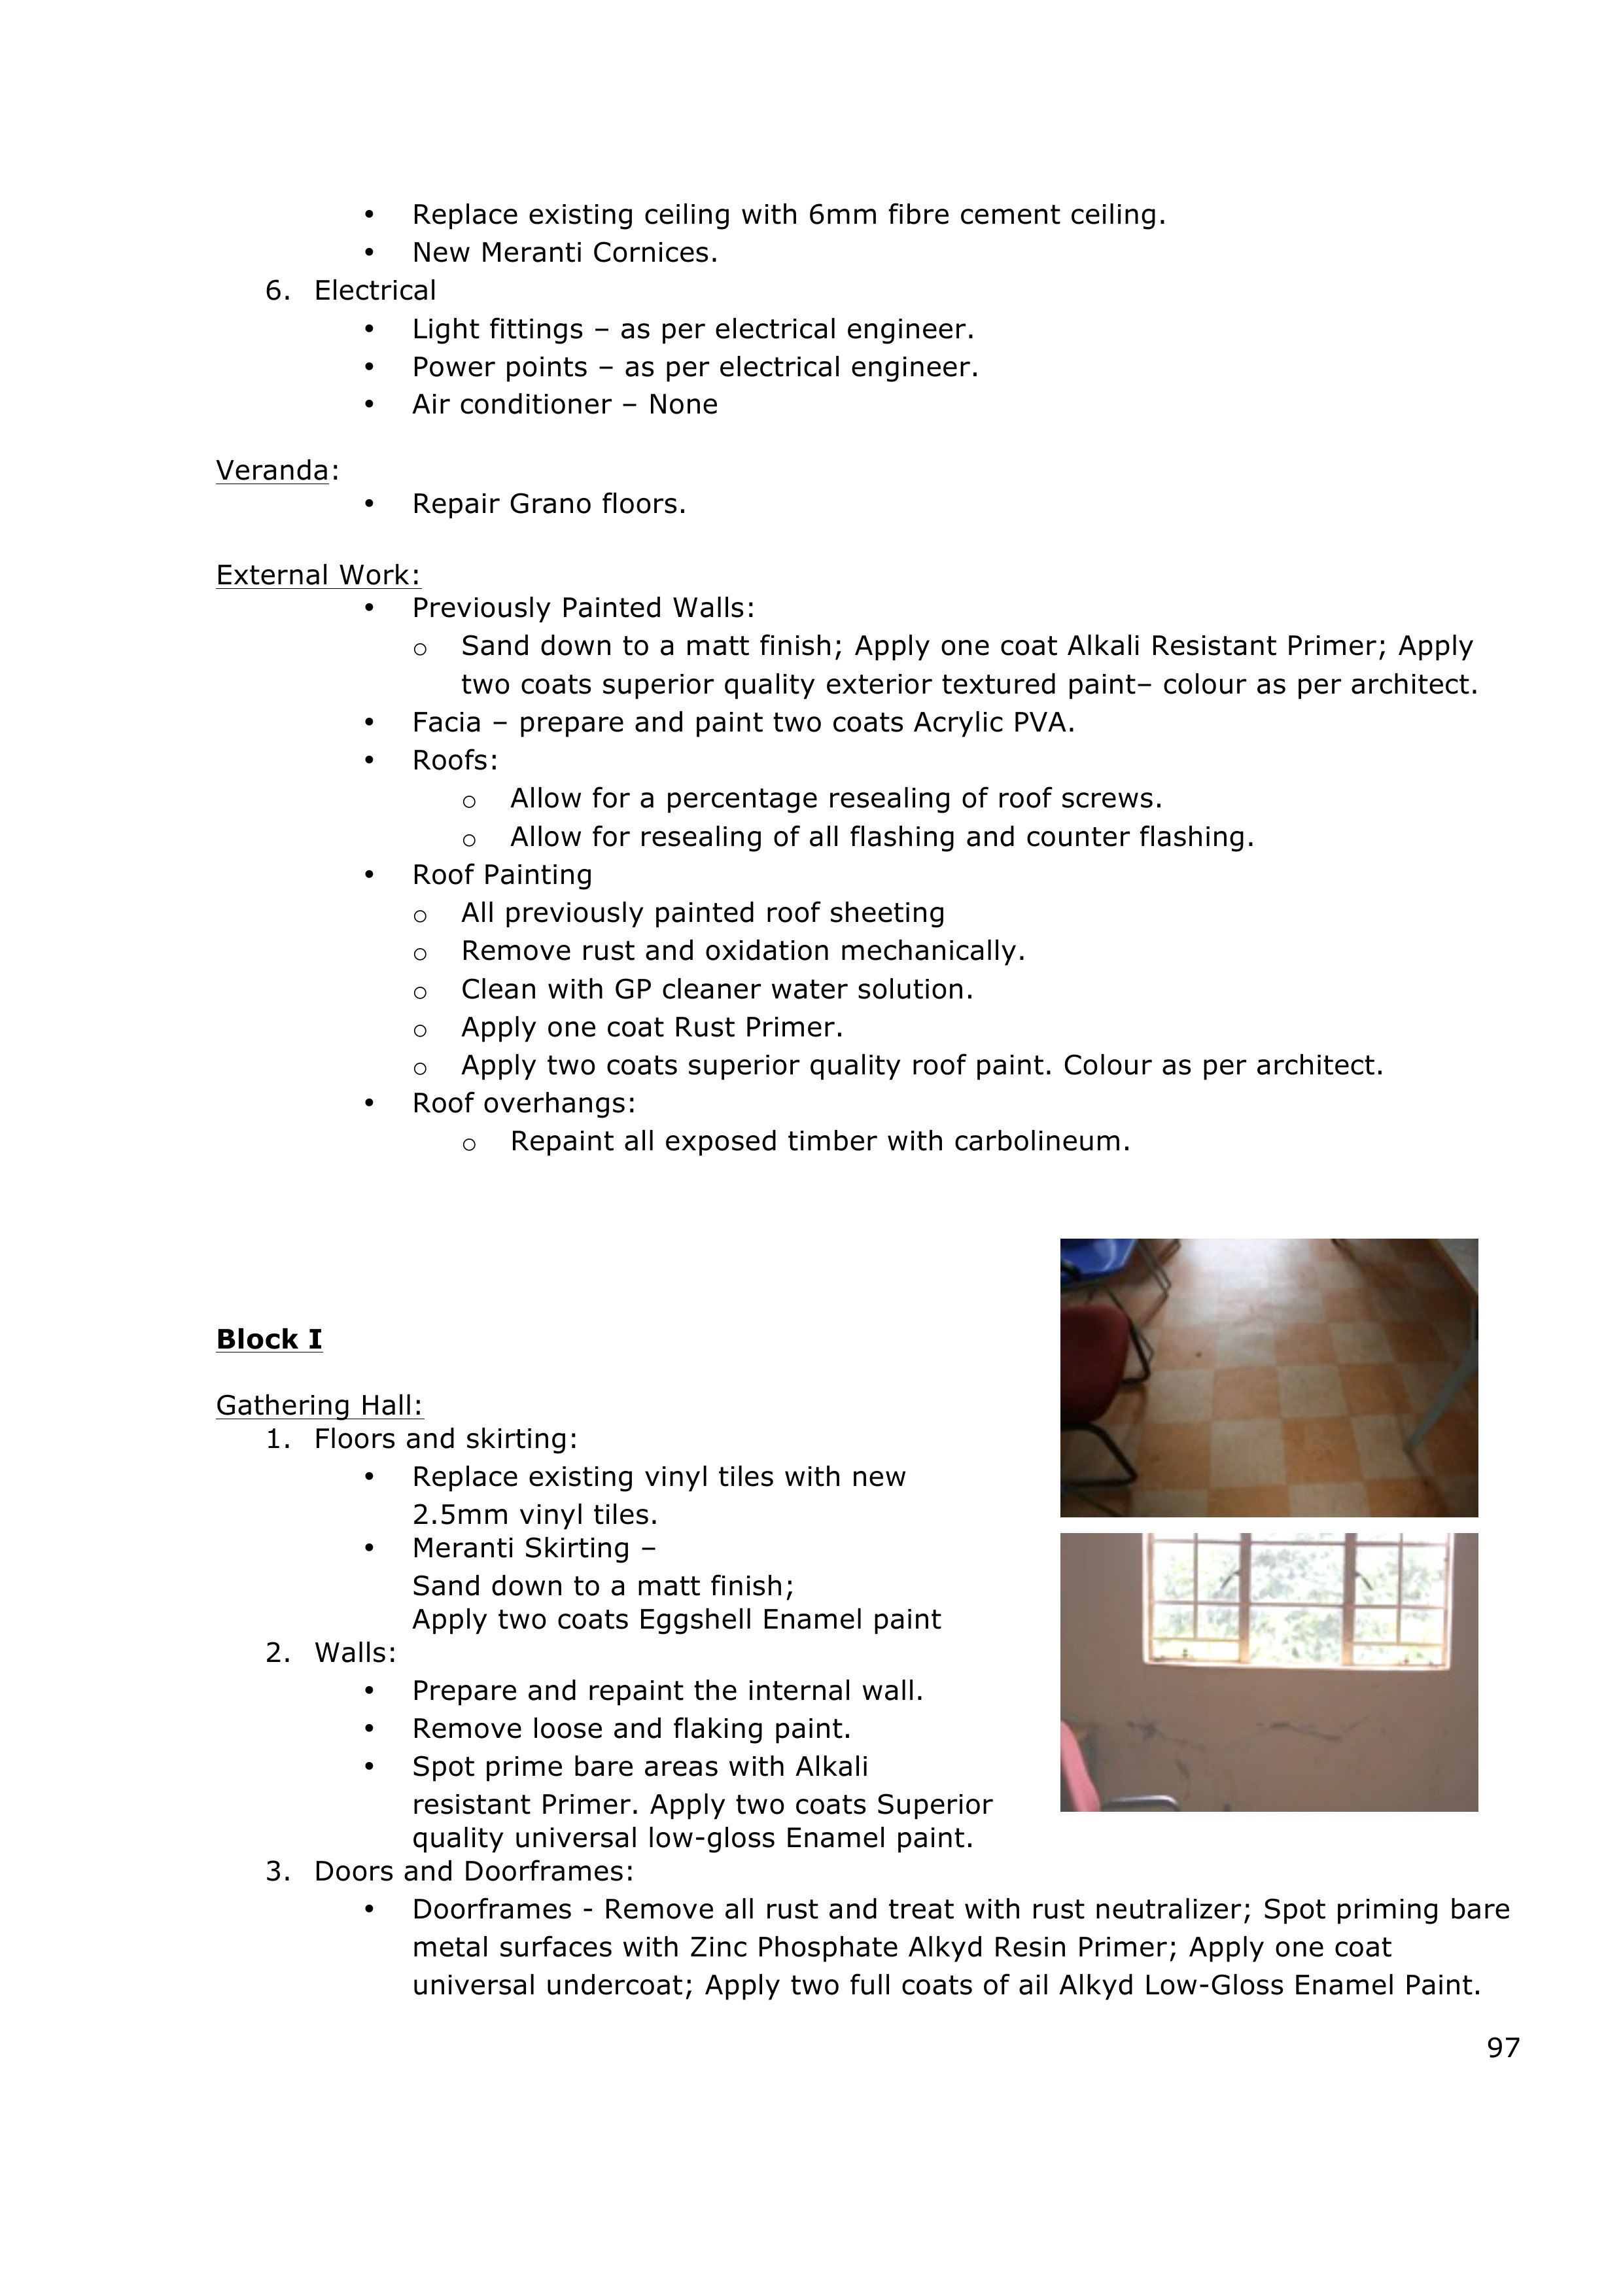 • Replace existing ceiling with 6mm fibre cement ceiling.
• New Meranti Cornices.
6. Electrical
• Light fittings – as per electrical engineer.
• Power points – as per electrical engineer.
• Air conditioner – None
Veranda:
• Repair Grano floors.
External Work:
• Previously Painted Walls:
o Sand down to a matt finish; Apply one coat Alkali Resistant Primer; Apply
two coats superior quality exterior textured paint– colour as per architect.
• Facia – prepare and paint two coats Acrylic PVA.
• Roofs:
o Allow for a percentage resealing of roof screws.
o Allow for resealing of all flashing and counter flashing.
• Roof Painting
o All previously painted roof sheeting
o Remove rust and oxidation mechanically.
o Clean with GP cleaner water solution.
o Apply one coat Rust Primer.
o Apply two coats superior quality roof paint. Colour as per architect.
• Roof overhangs:
o Repaint all exposed timber with carbolineum.
Block I
Gathering Hall:
1. Floors and skirting:
• Replace existing vinyl tiles with new
2.5mm vinyl tiles.
• Meranti Skirting –
Sand down to a matt finish;
Apply two coats Eggshell Enamel paint
2. Walls:
• Prepare and repaint the internal wall.
• Remove loose and flaking paint.
• Spot prime bare areas with Alkali
resistant Primer. Apply two coats Superior
quality universal low-gloss Enamel paint.
3. Doors and Doorframes:
• Doorframes - Remove all rust and treat with rust neutralizer; Spot priming bare
metal surfaces with Zinc Phosphate Alkyd Resin Primer; Apply one coat
universal undercoat; Apply two full coats of ail Alkyd Low-Gloss Enamel Paint.
97